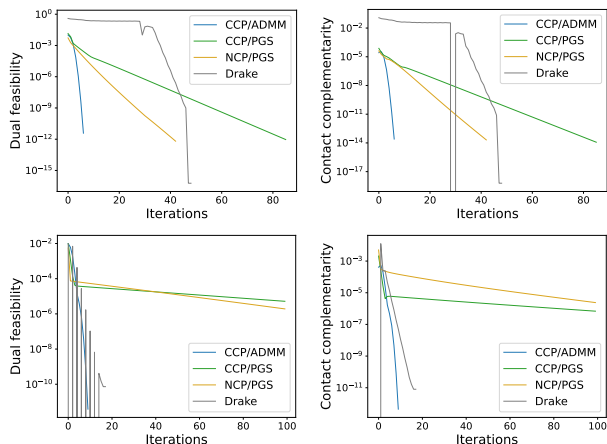 Dual feasibility
10^0
10^-3
10^-6
10^-9
10^-12
10^-15
0 20 40 60 80
Iterations
CCP/ADMM
CCP/PGS
NCP/PGS
Drake
Contact complementarity
10^-2
10^-5
10^-8
10^-11
10^-14
10^-17
0 20 40 60 80
Iterations
CCP/ADMM
CCP/PGS
NCP/PGS
Drake
Dual feasibility
10^-2
10^-4
10^-6
10^-8
10^-10
0 20 40 60 80 100
Iterations
CCP/ADMM
CCP/PGS
NCP/PGS
Drake
Contact complementarity
10^-3
10^-5
10^-7
10^-9
10^-11
0 20 40 60 80 100
Iterations
CCP/ADMM
CCP/PGS
NCP/PGS
Drake